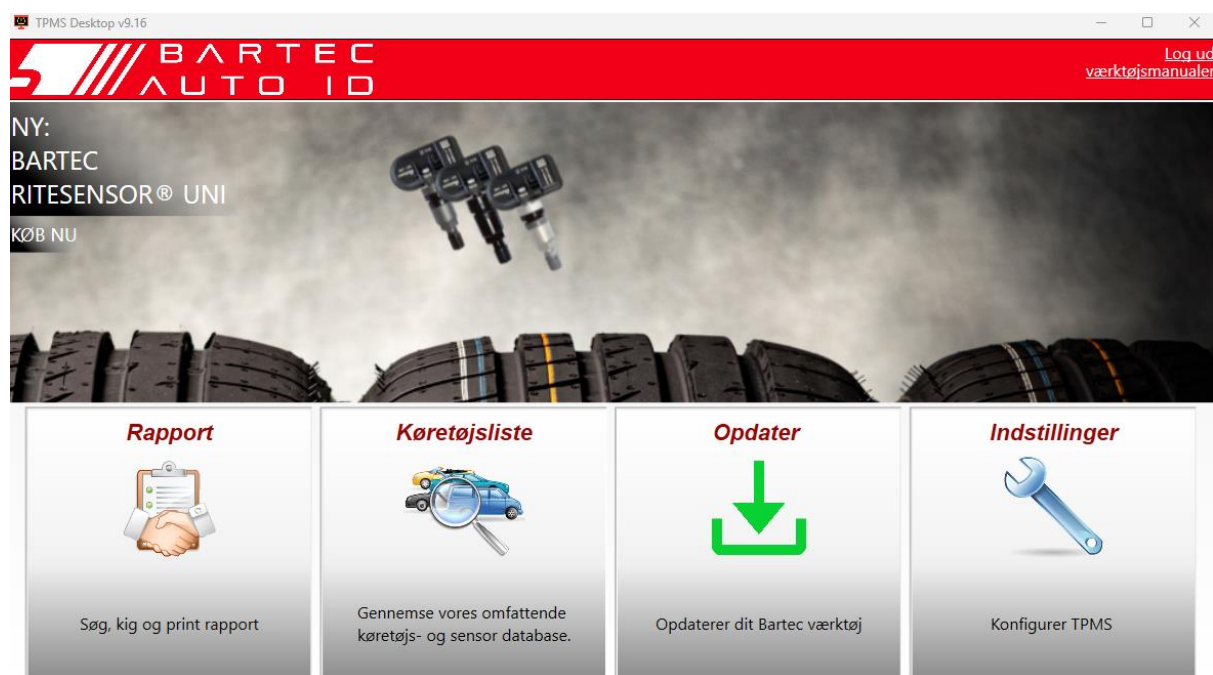 TPMS Desktop v9.16
BARTEC
AUTO ID
Log ud
værktøjsmanualer
NY:
BARTEC
RITESENSOR® UNI
KØB NU
Rapport
Køretøjsliste
Opdater
Indstillinger
Søg, kig og print rapport
Gennemse vores omfattende
køretøjs- og sensor database.
Opdaterer dit Bartec værktøj
Konfigurer TPMS